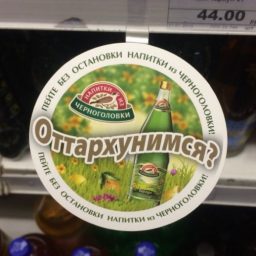 44.00
ПЕЙТЕ БЕЗ ОСТАНОВКИ НАПИТКИ ИЗ ЧЕРНОГОЛОВКИ!
НАПИТКИ ИЗ
ЧЕРНОГОЛОВКИ
Оттархунимся?
ПЕЙТЕ БЕЗ ОСТАНОВКИ НАПИТКИ ИЗ ЧЕРНОГОЛОВКИ!